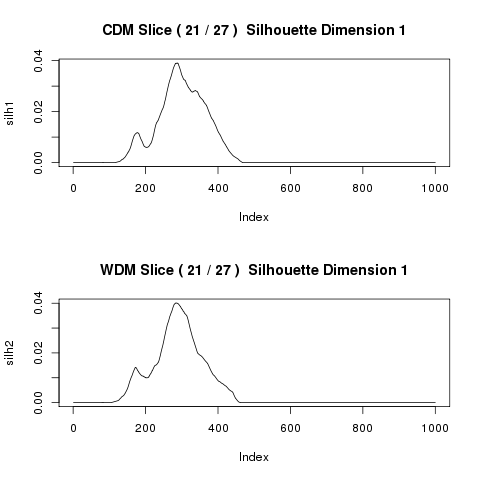 CDM Slice ( 21 / 27 )  Silhouette Dimension 1
silh1
0.04
0.02
0.00
0 200 400 600 800 1000
Index
WDM Slice ( 21 / 27 )  Silhouette Dimension 1
silh2
0.04
0.02
0.00
0 200 400 600 800 1000
Index